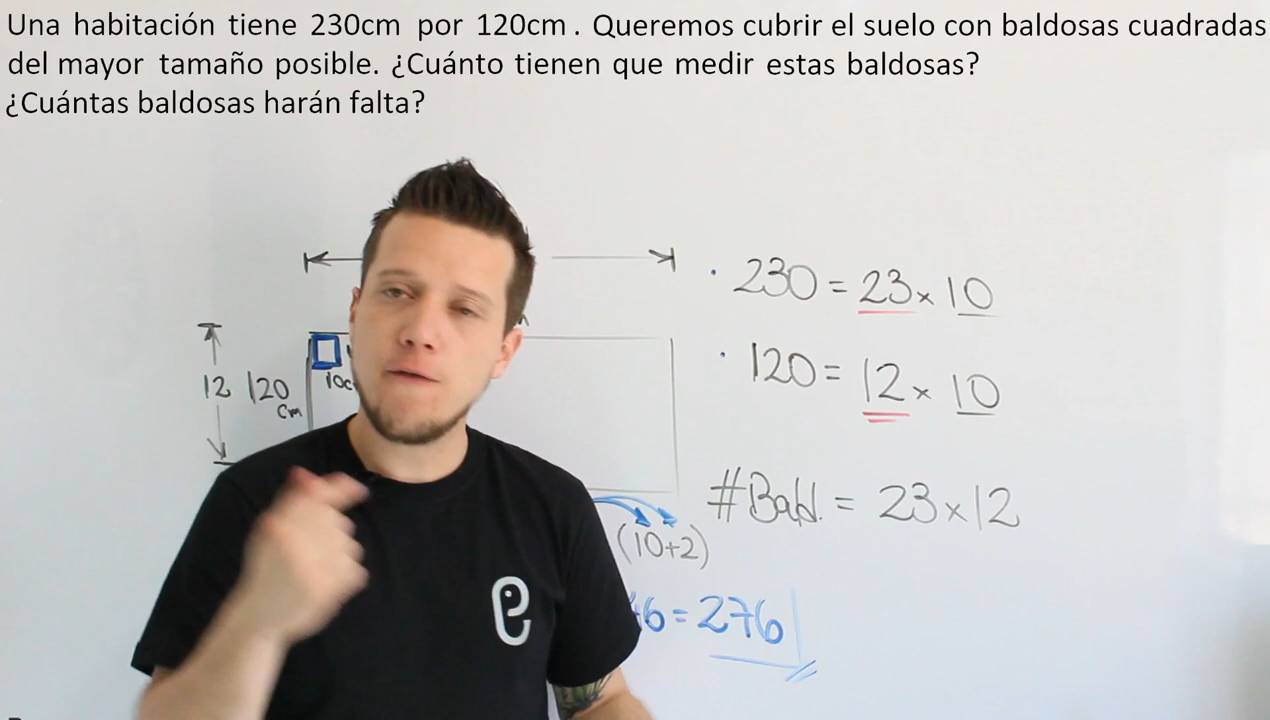 Una habitación tiene 230cm por 120cm. Queremos cubrir el suelo con baldosas cuadradas
del mayor tamaño posible. ¿Cuánto tienen que medir estas baldosas?
¿Cuántas baldosas harán falta?
230 = 23 x 10
12 120
cm
120 = 12 x 10
#Bald. = 23 x 12
(10+2)
= 276